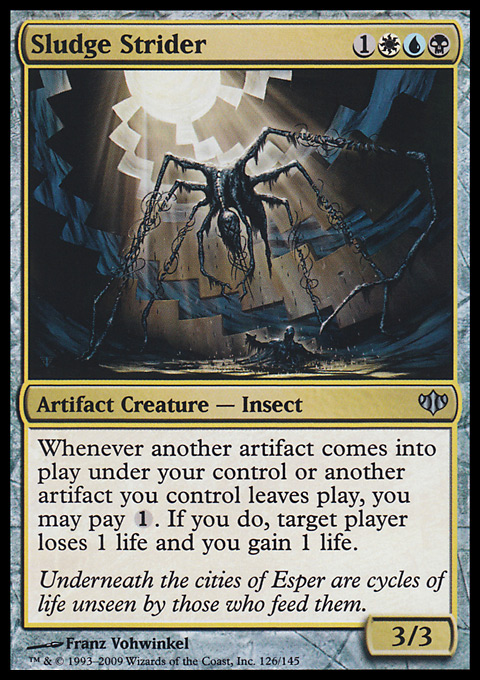 Sludge Strider
1
Artifact Creature — Insect
Whenever another artifact comes into
play under your control or another
artifact you control leaves play, you
may pay 1. If you do, target player
loses 1 life and you gain 1 life.
Underneath the cities of Esper are cycles of
life unseen by those who feed them.
Franz Vohwinkel
3/3
™ & © 1993–2009 Wizards of the Coast, Inc. 126/145